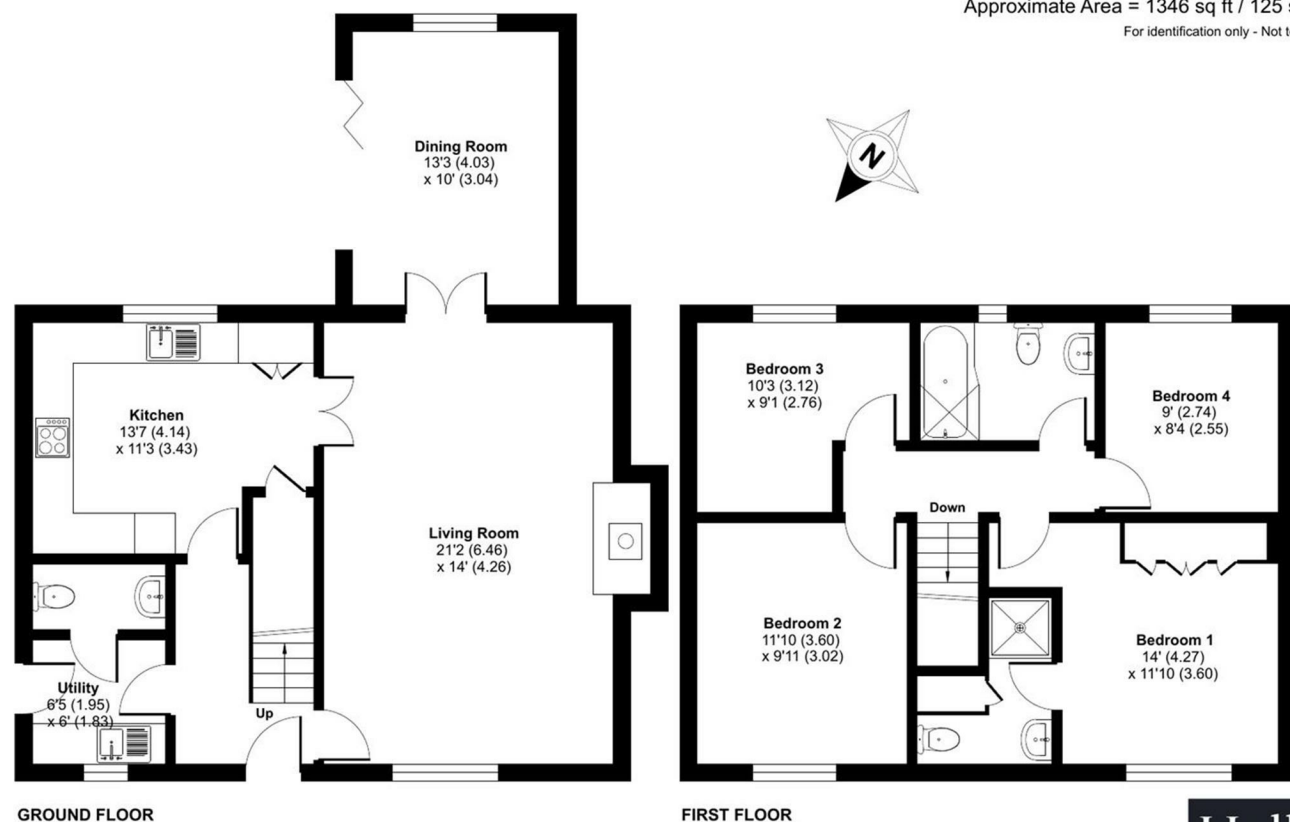 Approximate Area = 1346 sq ft / 125 s
For identification only - Not t
Dining Room
13'3 (4.03)
x 10' (3.04)
N
Kitchen
13'7 (4.14)
x 11'3 (3.43)
Living Room
21'2 (6.46)
x 14' (4.26)
Utility
6'5 (1.95)
x 6' (1.83)
Up
GROUND FLOOR
Bedroom 3
10'3 (3.12)
x 9'1 (2.76)
Bedroom 4
9' (2.74)
x 8'4 (2.55)
Down
Bedroom 2
11'10 (3.60)
x 9'11 (3.02)
Bedroom 1
14' (4.27)
x 11'10 (3.60)
FIRST FLOOR